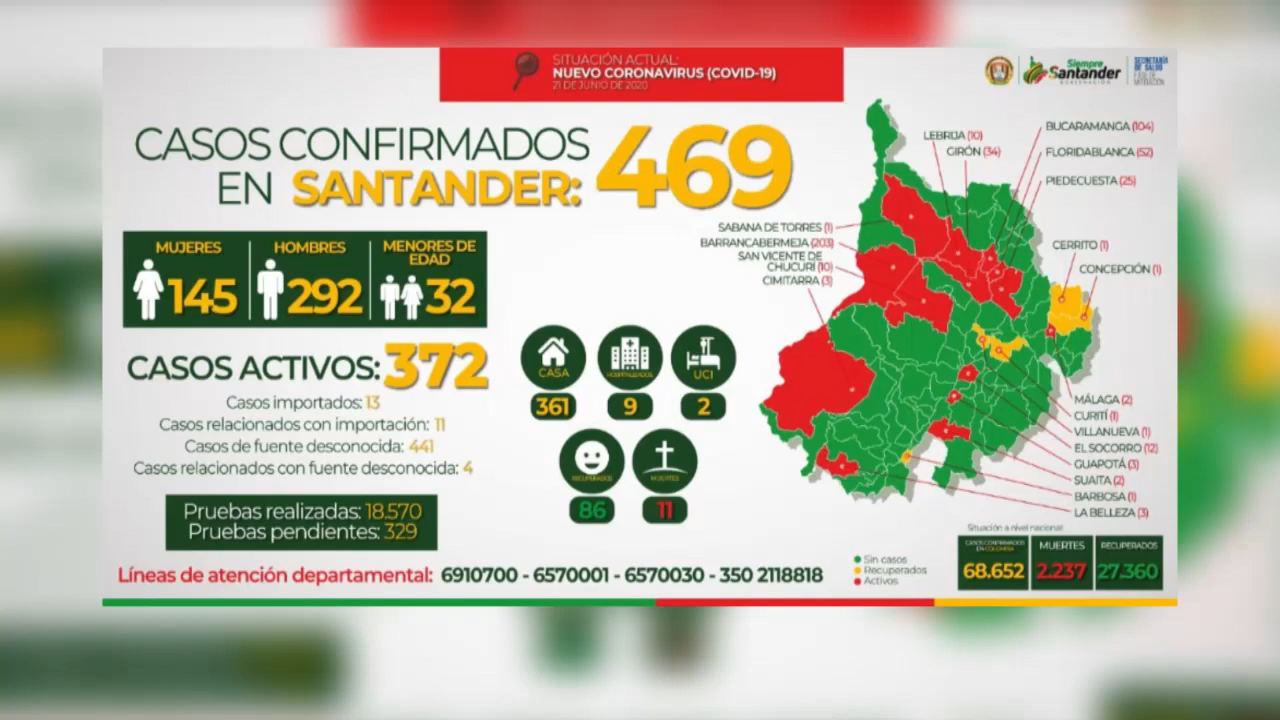 SITUACIÓN ACTUAL:
NUEVO CORONAVIRUS (COVID-19)
21 DE JUNIO DE 2020
Siempre
Santander
GOBERNACIÓN
SECRETARÍA
DE SALUD
FASE DE
MITIGACIÓN
CASOS CONFIRMADOS
EN SANTANDER: 469
MUJERES
145
HOMBRES
292
MENORES DE
EDAD
32
CASOS ACTIVOS: 372
Casos importados: 13
Casos relacionados con importación: 11
Casos de fuente desconocida: 441
Casos relacionados con fuente desconocida: 4
Pruebas realizadas: 18.570
Pruebas pendientes: 329
CASA
361
HOSPITALIZADOS
9
UCI
2
RECUPERADOS
86
MUERTES
11
LEBRIJA (10)
GIRÓN (34)
BUCARAMANGA (104)
FLORIDABLANCA (52)
PIEDECUESTA (25)
SABANA DE TORRES (1)
BARRANCABERMEJA (203)
SAN VICENTE DE
CHUCURÍ (10)
CIMITARRA (3)
CERRITO (1)
CONCEPCIÓN (1)
MÁLAGA (2)
CURITÍ (1)
VILLANUEVA (1)
EL SOCORRO (12)
GUAPOTÁ (3)
SUAITA (2)
BARBOSA (1)
LA BELLEZA (3)
Sin casos
Recuperados
Activos
Situación a nivel nacional
CASOS CONFIRMADOS
EN COLOMBIA
68.652
MUERTES
2.237
RECUPERADOS
27.360
Líneas de atención departamental: 6910700 - 6570001 - 6570030 - 350 2118818